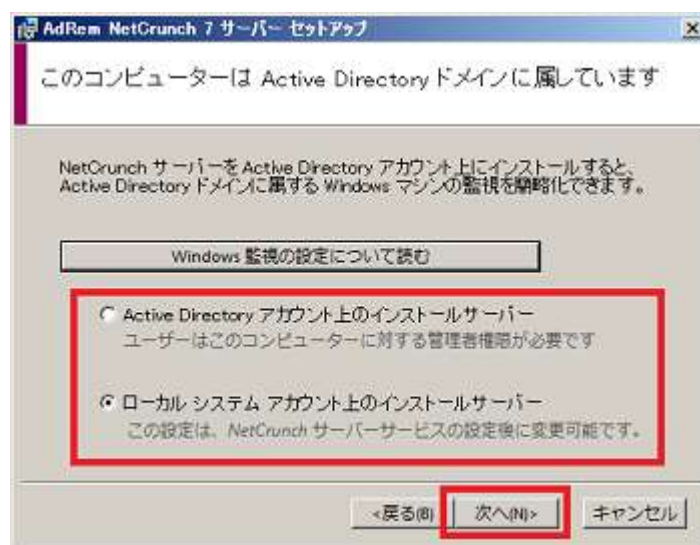 AdRem NetCrunch 7 サーバー セットアップ
このコンピューターは Active Directoryドメインに属しています
NetCrunch サーバーを Active Directory アカウント上にインストールすると、
Active Directory ドメインに属する Windows マシンの監視を簡略化できます。
Windows 監視の設定について読む
Active Directory アカウント上のインストールサーバー
ユーザーはこのコンピューターに対する管理者権限が必要です
ローカル システム アカウント上のインストールサーバー
この設定は、NetCrunch サーバーサービスの設定後に変更可能です。
<戻る(B) 次へ(N)> キャンセル